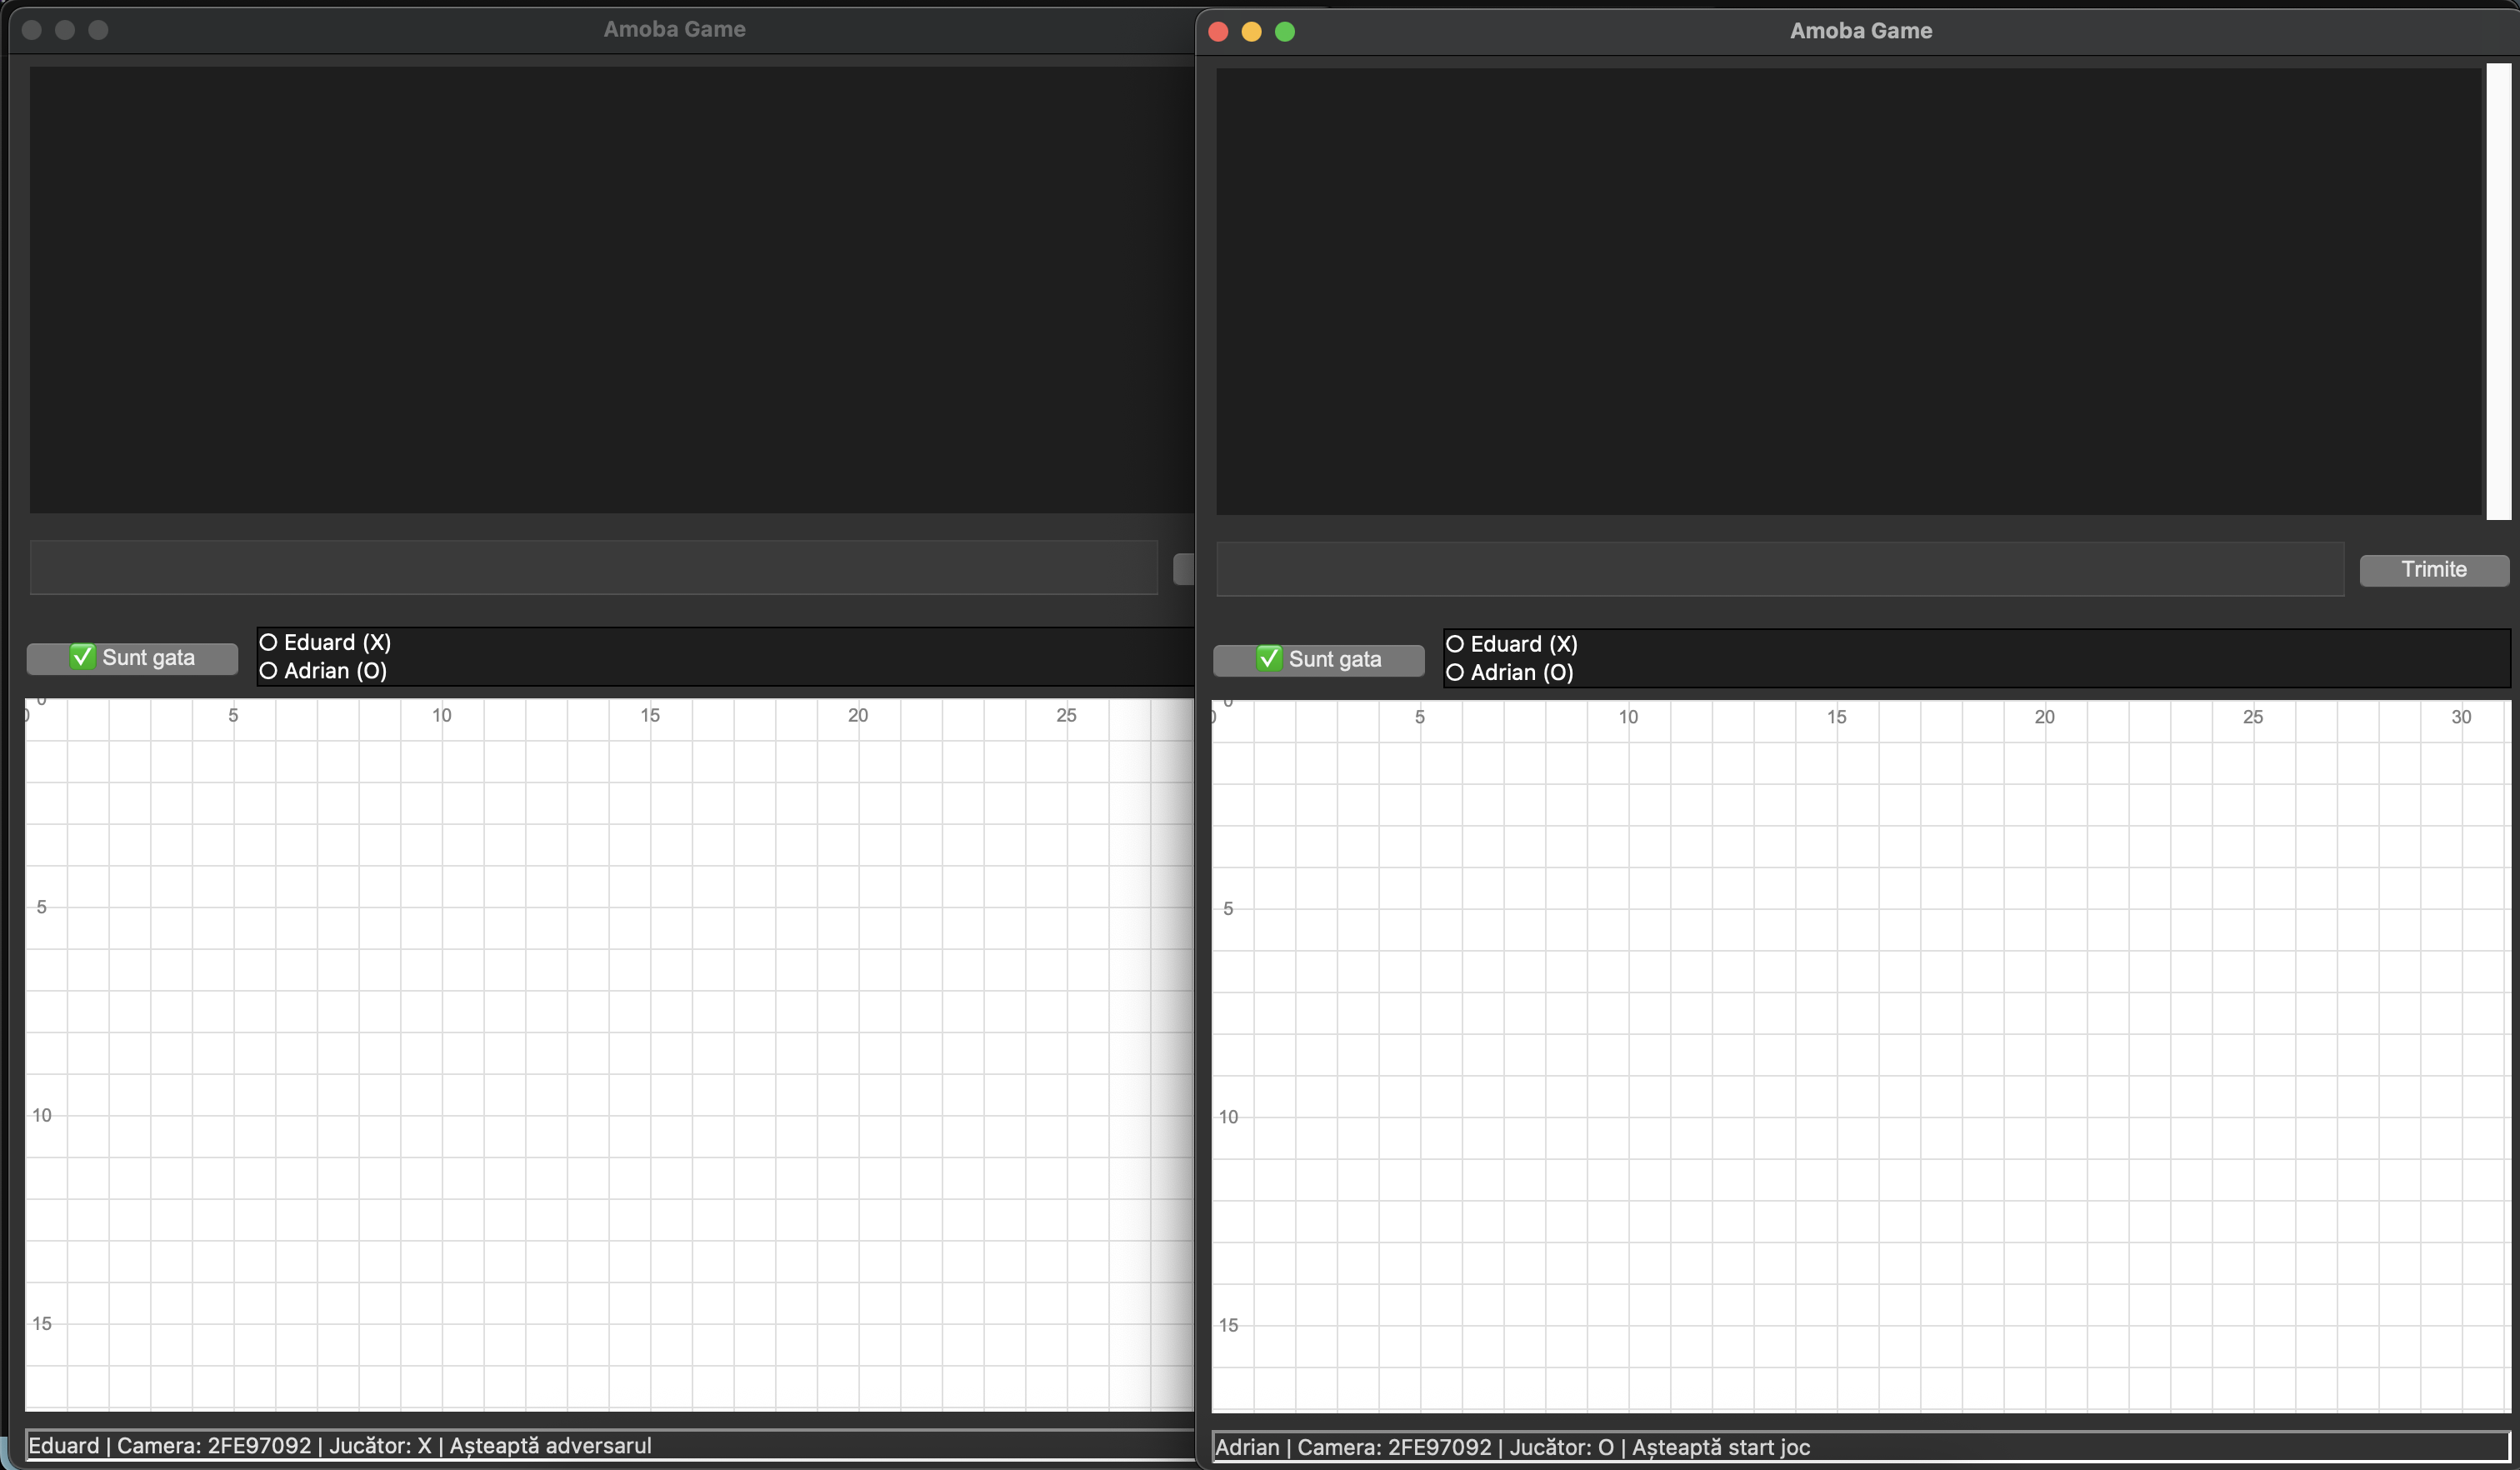 Amoba Game
✅ Sunt gata
○ Eduard (X)
○ Adrian (O)
0 5 10 15 20 25
0
5
10
15
Eduard | Camera: 2FE97092 | Jucător: X | Așteaptă adversarul
Amoba Game
Trimite
✅ Sunt gata
○ Eduard (X)
○ Adrian (O)
0 5 10 15 20 25 30
0
5
10
15
Adrian | Camera: 2FE97092 | Jucător: O | Așteaptă start joc